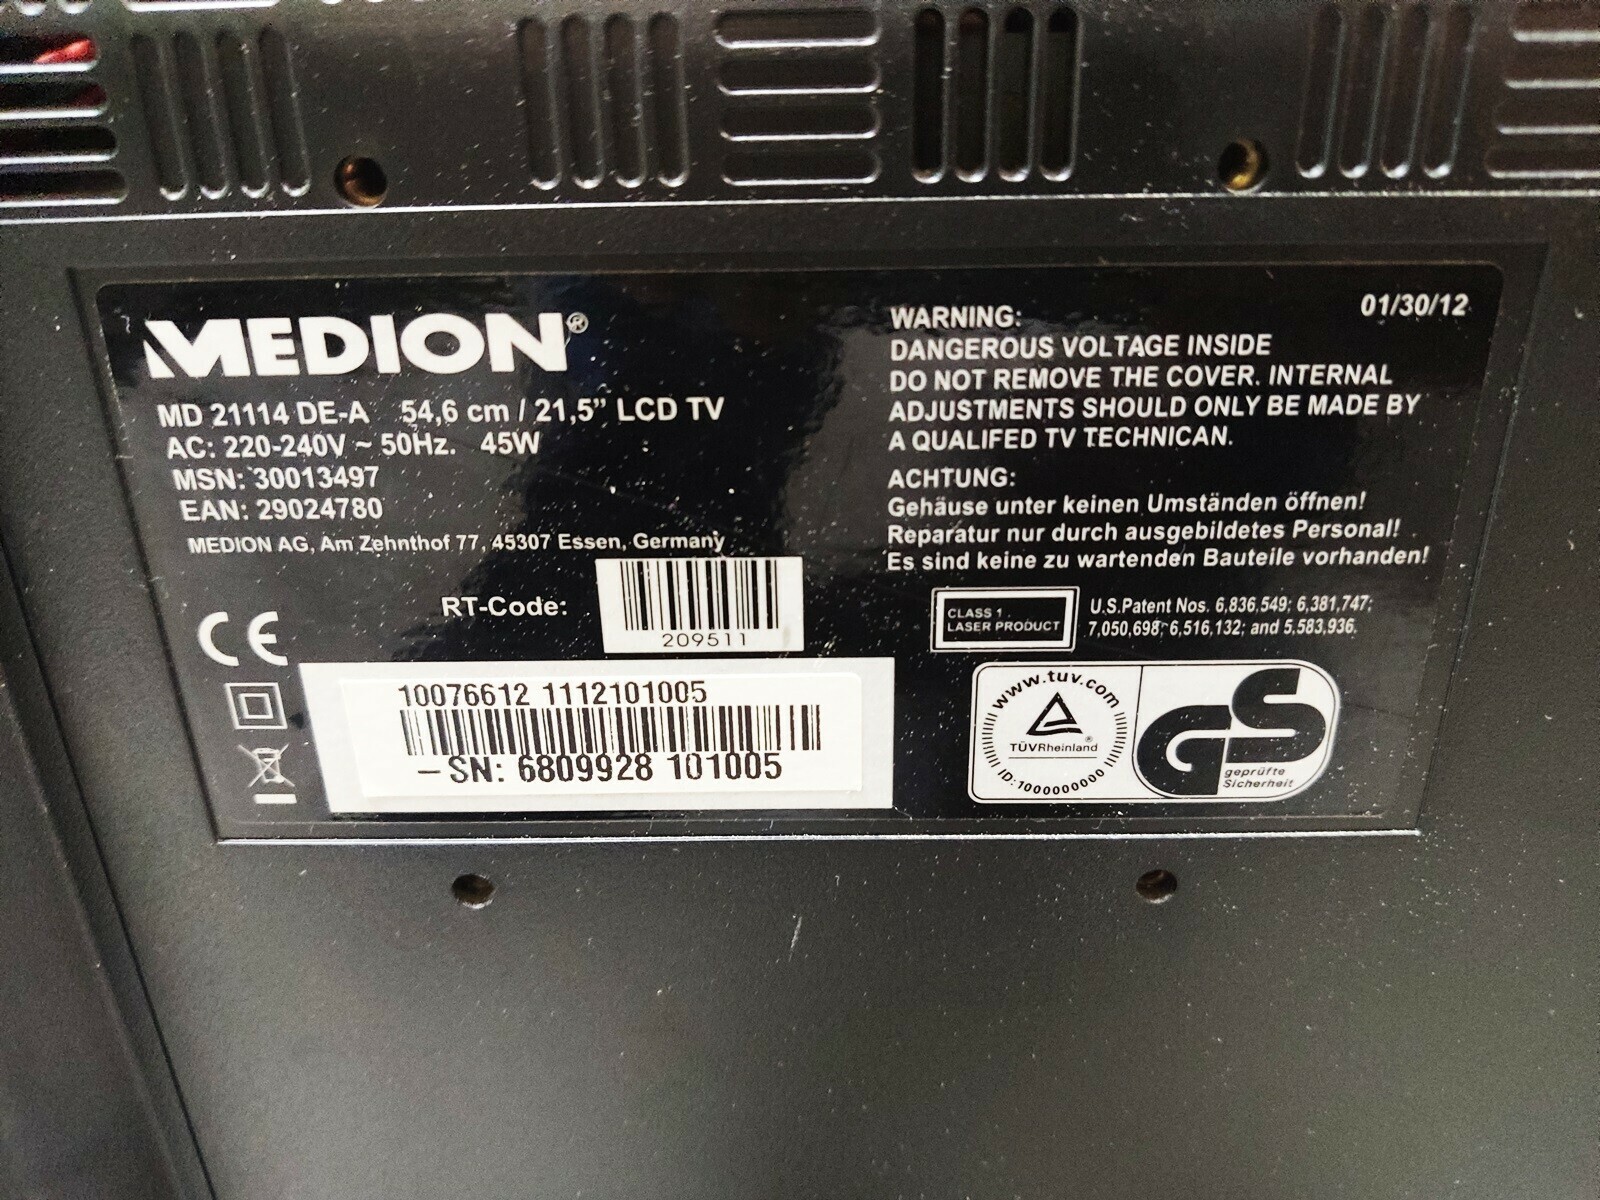 MEDION®
MD 21114 DE-A 54,6 cm / 21,5” LCD TV
AC: 220-240V ~ 50Hz. 45W
MSN: 30013497
EAN: 29024780
MEDION AG, Am Zehnthof 77, 45307 Essen, Germany
RT-Code:
209511
CE
10076612 1112101005
–SN: 6809928 101005
01/30/12
WARNING:
DANGEROUS VOLTAGE INSIDE
DO NOT REMOVE THE COVER. INTERNAL
ADJUSTMENTS SHOULD ONLY BE MADE BY
A QUALIFED TV TECHNICAN.
ACHTUNG:
Gehäuse unter keinen Umständen öffnen!
Reparatur nur durch ausgebildetes Personal!
Es sind keine zu wartenden Bauteile vorhanden!
CLASS 1
LASER PRODUCT
U.S.Patent Nos. 6,836,549; 6,381,747;
7,050,698; 6,516,132; and 5.583,936.
www.tuv.com
TÜVRheinland®
ID:1000000000
GS
geprüfte
Sicherheit